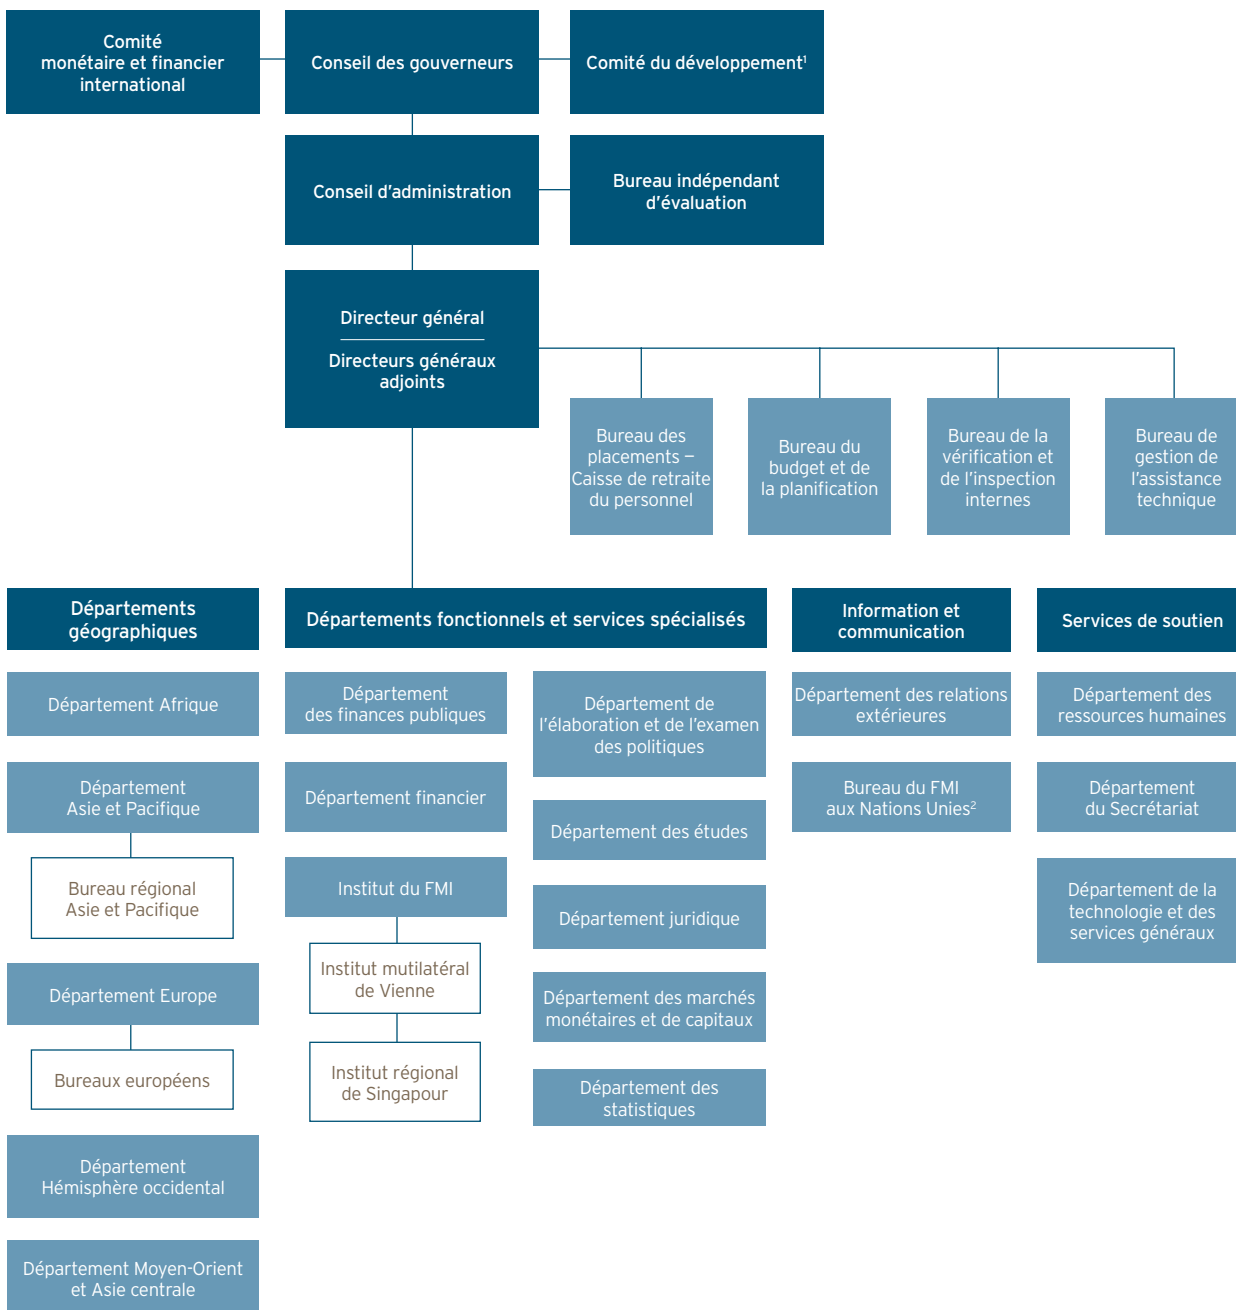 Comité
monétaire et financier
international
Conseil des gouverneurs
Comité du développement¹
Conseil d'administration
Bureau indépendant
d'évaluation
Directeur général
Directeurs généraux
adjoints
Bureau des
placements —
Caisse de retraite
du personnel
Bureau du
budget et de
la planification
Bureau de la
vérification et
de l'inspection
internes
Bureau de
gestion de
l'assistance
technique
Départements
géographiques
Département Afrique
Département
Asie et Pacifique
Bureau régional
Asie et Pacifique
Département Europe
Bureaux européens
Département
Hémisphère occidental
Département Moyen-Orient
et Asie centrale
Départements fonctionnels et services spécialisés
Département
des finances publiques
Département financier
Institut du FMI
Institut mutilatéral
de Vienne
Institut régional
de Singapour
Département de
l'élaboration et de l'examen
des politiques
Département des études
Département juridique
Département des marchés
monétaires et de capitaux
Département des
statistiques
Information et
communication
Département des relations
extérieures
Bureau du FMI
aux Nations Unies²
Services de soutien
Département des
ressources humaines
Département
du Secrétariat
Département de la
technologie et des
services généraux